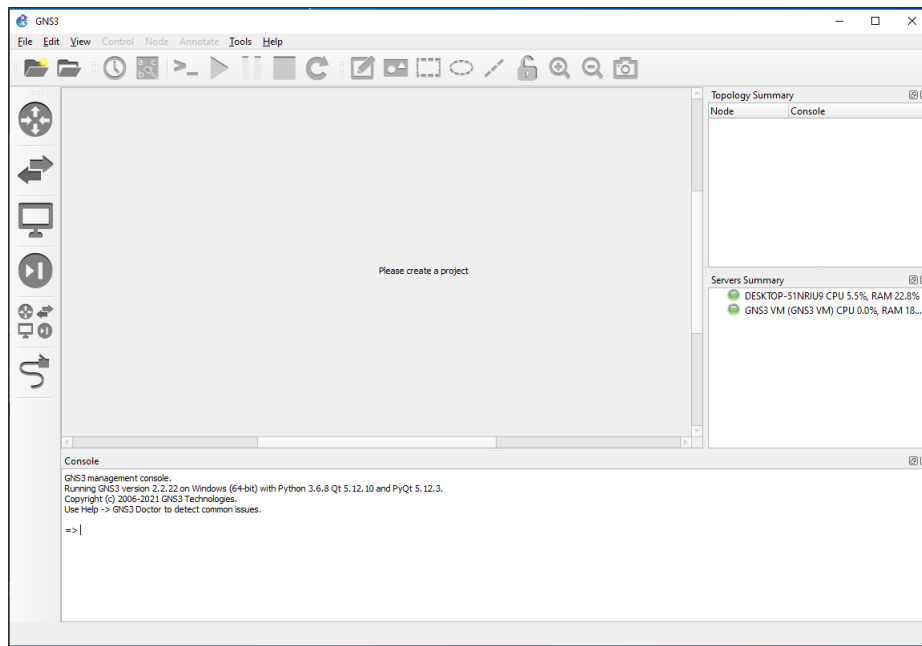 GNS3
File Edit View Control Node Annotate Tools Help
Topology Summary
Node Console
Please create a project
Servers Summary
DESKTOP-51NRIU9 CPU 5.5%, RAM 22.8%
GNS3 VM (GNS3 VM) CPU 0.0%, RAM 18...
Console
GNS3 management console.
Running GNS3 version 2.2.22 on Windows (64-bit) with Python 3.6.8 Qt 5.12.10 and PyQt 5.12.3.
Copyright (c) 2006-2021 GNS3 Technologies.
Use Help -> GNS3 Doctor to detect common issues.
=>